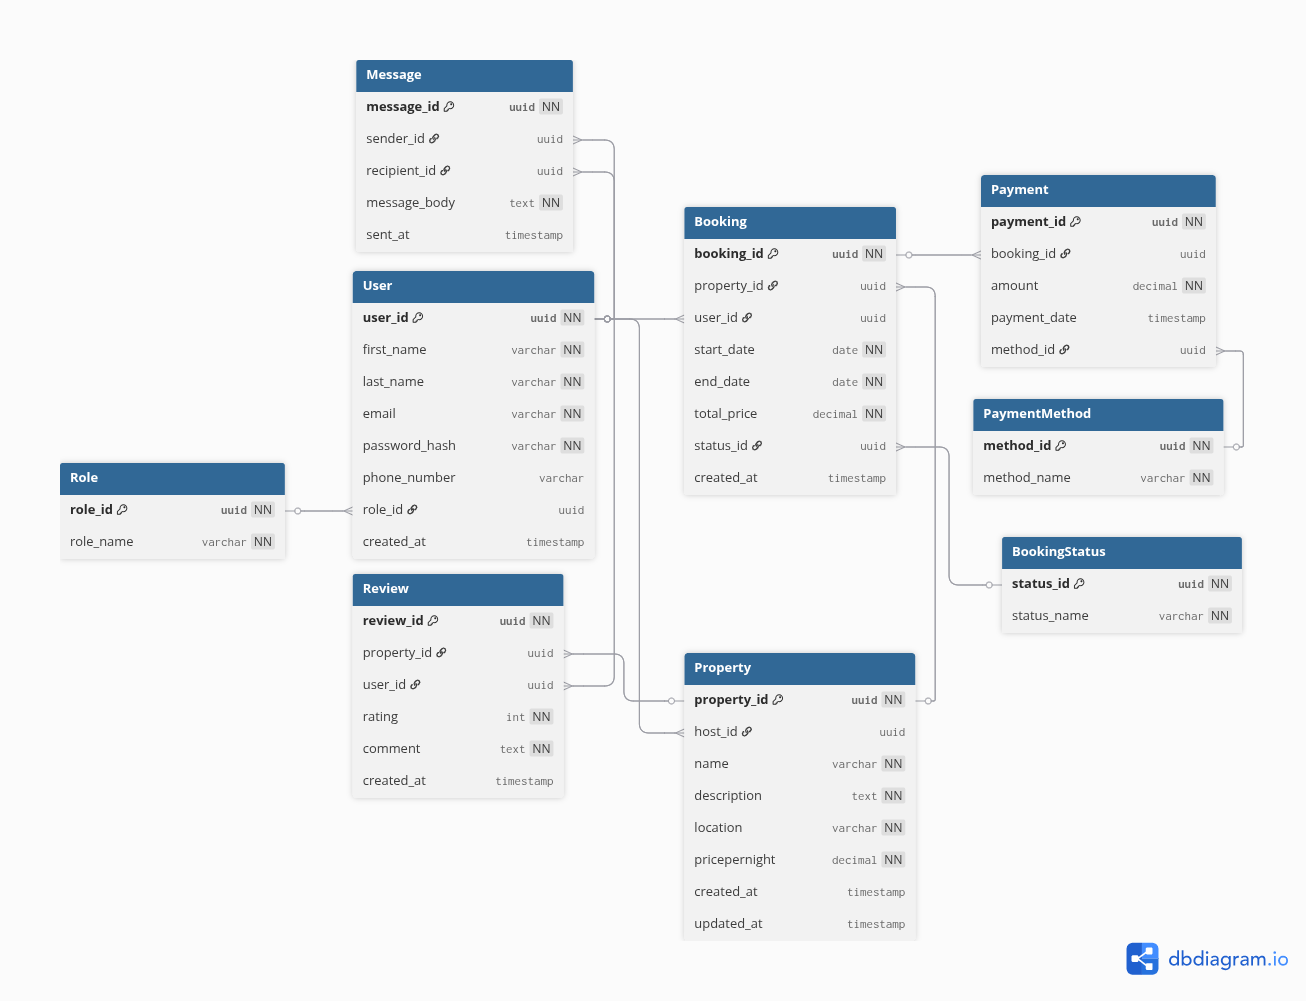 Message
message_id uuid NN
sender_id uuid
recipient_id uuid
message_body text NN
sent_at timestamp
User
user_id uuid NN
first_name varchar NN
last_name varchar NN
email varchar NN
password_hash varchar NN
phone_number varchar
role_id uuid
created_at timestamp
Role
role_id uuid NN
role_name varchar NN
Review
review_id uuid NN
property_id uuid
user_id uuid
rating int NN
comment text NN
created_at timestamp
Booking
booking_id uuid NN
property_id uuid
user_id uuid
start_date date NN
end_date date NN
total_price decimal NN
status_id uuid
created_at timestamp
Property
property_id uuid NN
host_id uuid
name varchar NN
description text NN
location varchar NN
pricepernight decimal NN
created_at timestamp
updated_at timestamp
Payment
payment_id uuid NN
booking_id uuid
amount decimal NN
payment_date timestamp
method_id uuid
PaymentMethod
method_id uuid NN
method_name varchar NN
BookingStatus
status_id uuid NN
status_name varchar NN
dbdiagram.io